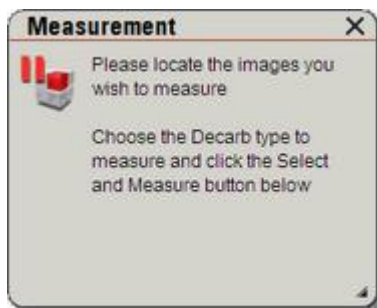 Measurement
Please locate the images you
wish to measure
Choose the Decarb type to
measure and click the Select
and Measure button below